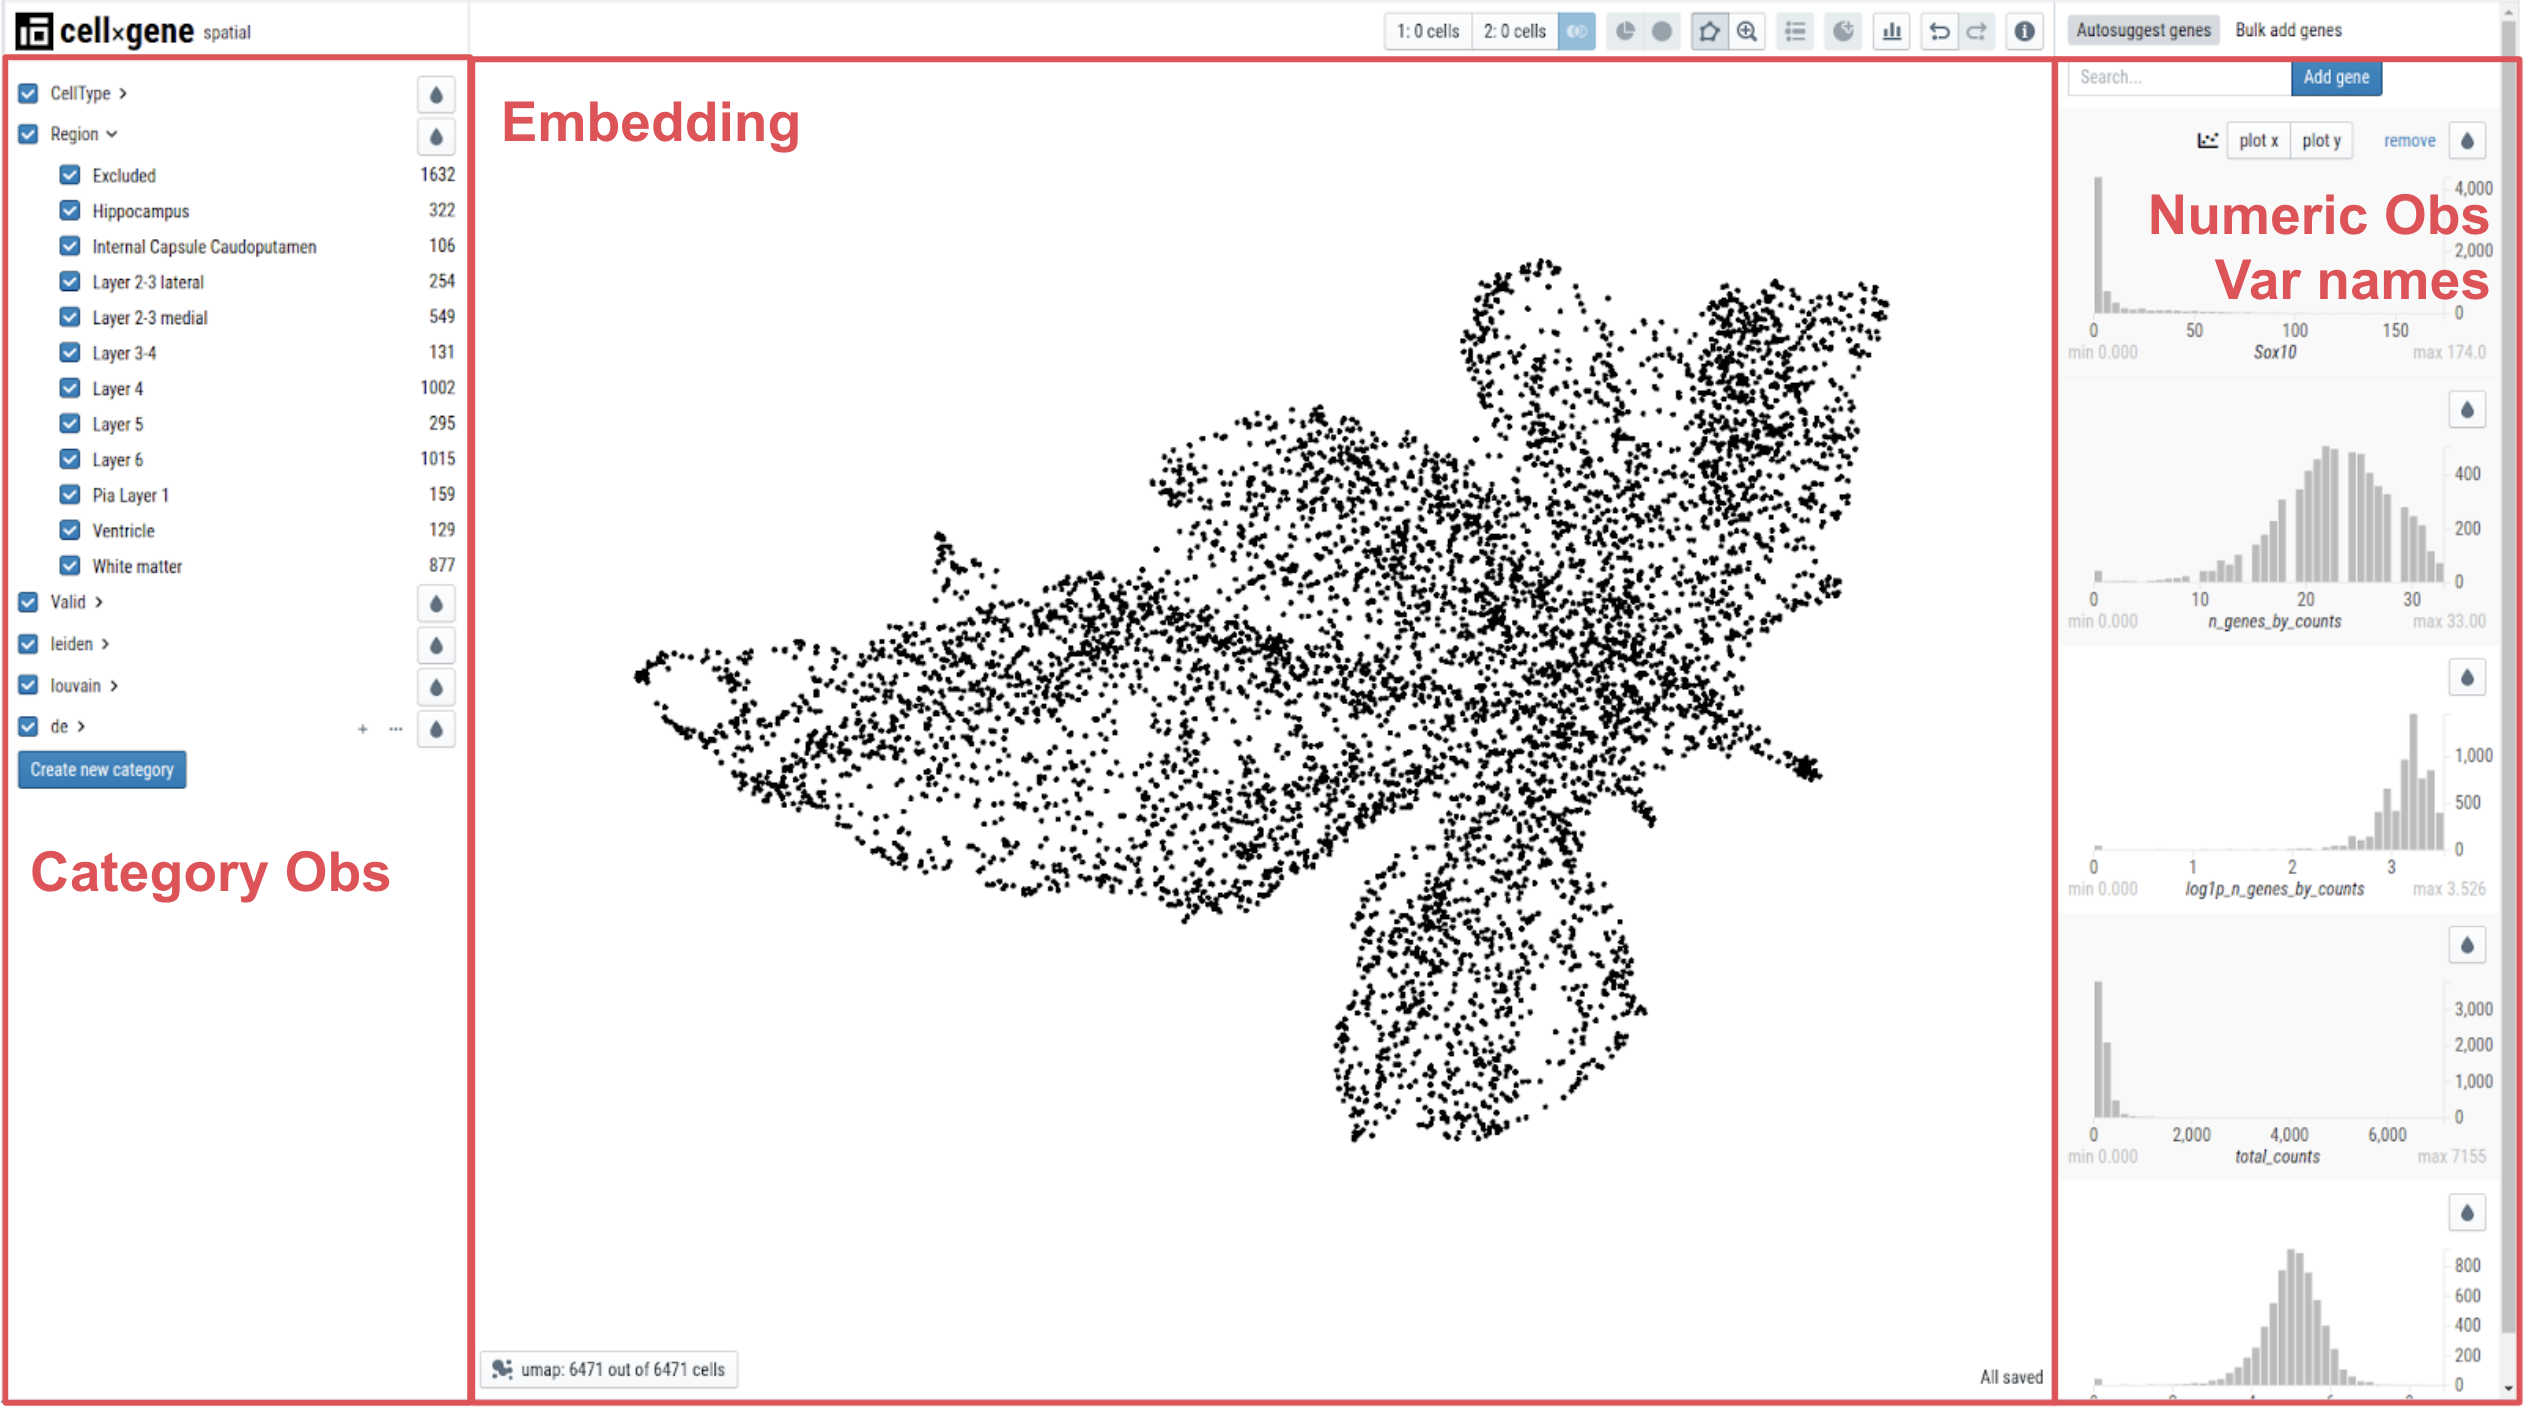 cell×gene spatial
1: 0 cells 2: 0 cells
Autosuggest genes Bulk add genes
CellType
Region
Excluded 1632
Hippocampus 322
Internal Capsule Caudoputamen 106
Layer 2-3 lateral 254
Layer 2-3 medial 549
Layer 3-4 131
Layer 4 1002
Layer 5 295
Layer 6 1015
Pia Layer 1 159
Ventricle 129
White matter 877
Valid
leiden
louvain
de + ...
Create new category
Category Obs
Embedding
umap: 6471 out of 6471 cells
All saved
Search... Add gene
plot x plot y remove
Numeric Obs
Var names
4,000
2,000
0
0 50 100 150
min 0.000 Sox10 max 174.0
400
200
0
0 10 20 30
min 0.000 n_genes_by_counts max 33.00
1,000
500
0
0 1 2 3
min 0.000 log1p_n_genes_by_counts max 3.526
3,000
2,000
1,000
0
0 2,000 4,000 6,000
min 0.000 total_counts max 7155
800
600
400
200
0